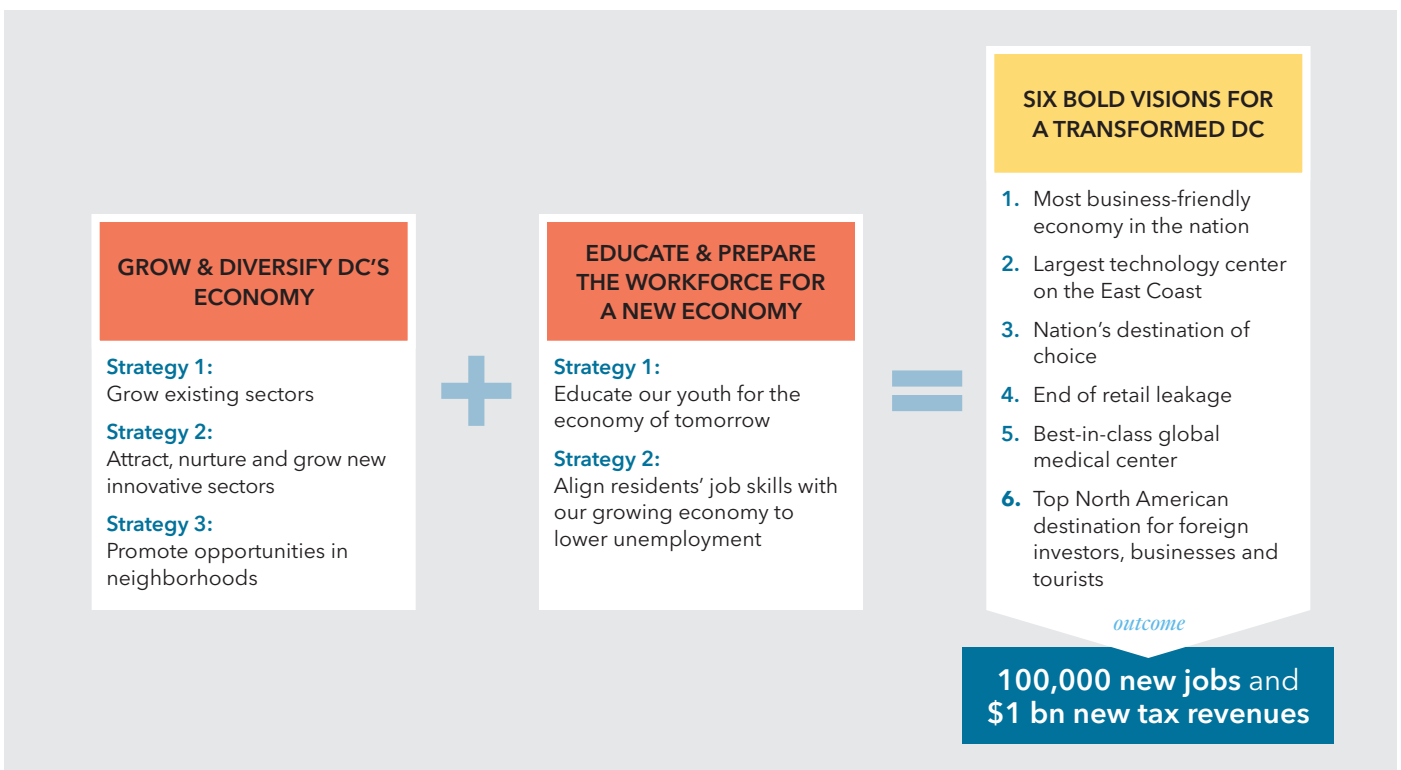 GROW & DIVERSIFY DC'S
ECONOMY
Strategy 1:
Grow existing sectors
Strategy 2:
Attract, nurture and grow new
innovative sectors
Strategy 3:
Promote opportunities in
neighborhoods
+
EDUCATE & PREPARE
THE WORKFORCE FOR
A NEW ECONOMY
Strategy 1:
Educate our youth for the
economy of tomorrow
Strategy 2:
Align residents' job skills with
our growing economy to
lower unemployment
=
SIX BOLD VISIONS FOR
A TRANSFORMED DC
1. Most business-friendly
economy in the nation
2. Largest technology center
on the East Coast
3. Nation's destination of
choice
4. End of retail leakage
5. Best-in-class global
medical center
6. Top North American
destination for foreign
investors, businesses and
tourists
outcome
100,000 new jobs and
$1 bn new tax revenues